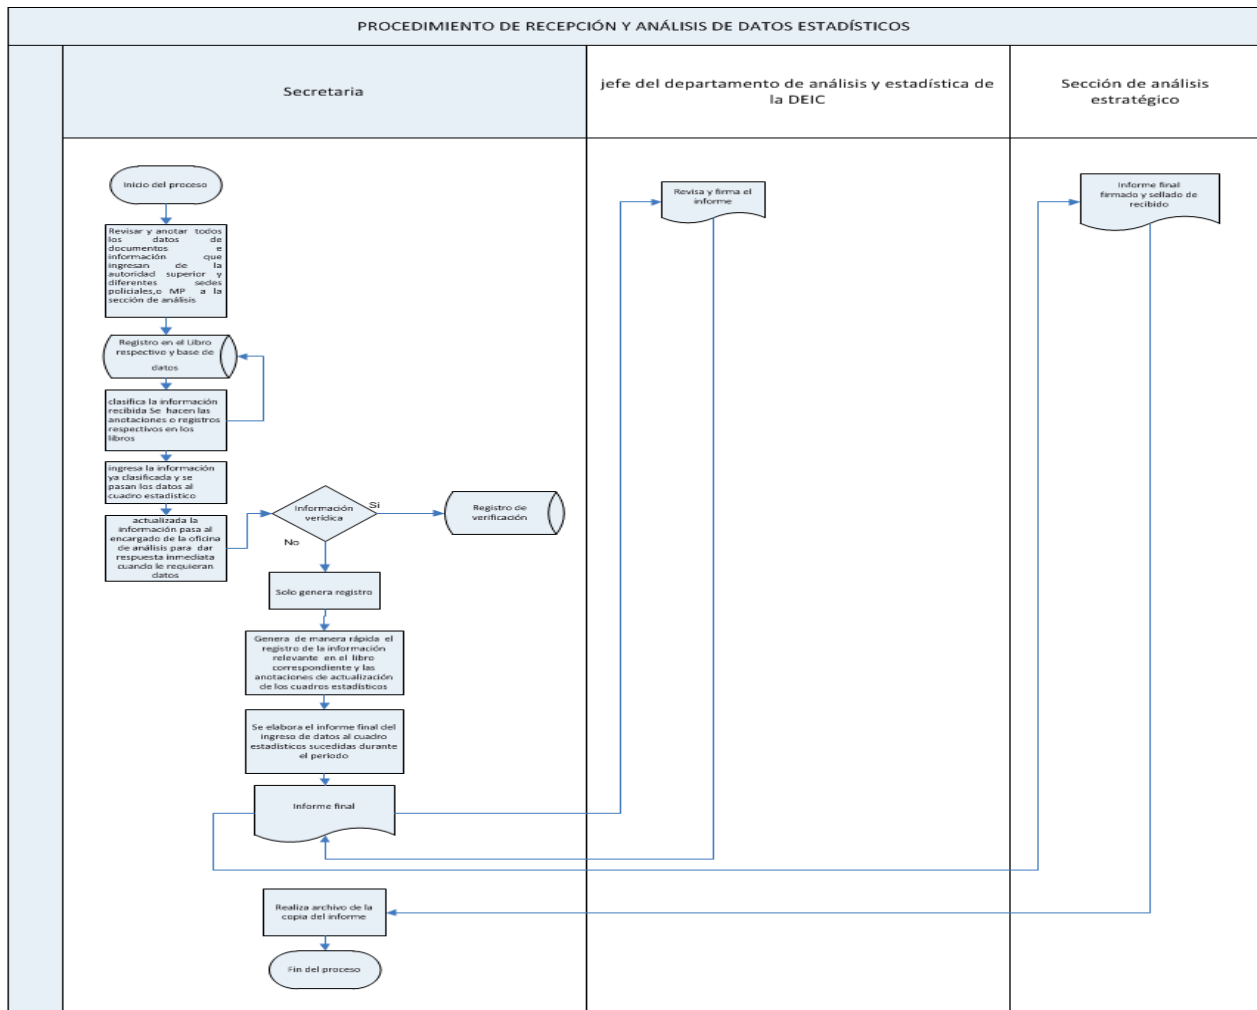 PROCEDIMIENTO DE RECEPCIÓN Y ANÁLISIS DE DATOS ESTADÍSTICOS
Secretaria
jefe del departamento de análisis y estadística de
la DEIC
Sección de análisis
estratégico
Inicio del proceso
Revisar y anotar todos
los datos de
documentos e
información que
ingresan de la
autoridad superior y
diferentes sedes
policiales,o MP a la
sección de análisis
Registro en el Libro
respectivo y base de
datos
clasifica la información
recibida Se hacen las
anotaciones o registros
respectivos en los
libros
ingresa la información
ya clasificada y se
pasan los datos al
cuadro estadístico
actualizada la
información pasa al
encargado de la oficina
de análisis para dar
respuesta inmediata
cuando le requieran
datos
Información
verídica
Si
No
Registro de
verificación
Solo genera registro
Genera de manera rápida el
registro de la información
relevante en el libro
correspondiente y las
anotaciones de actualización
de los cuadros estadísticos
Se elabora el informe final del
ingreso de datos al cuadro
estadísticos sucedidas durante
el período
Informe final
Revisa y firma el
informe
Informe final
firmado y sellado de
recibido
Realiza archivo de la
copia del informe
Fin del proceso